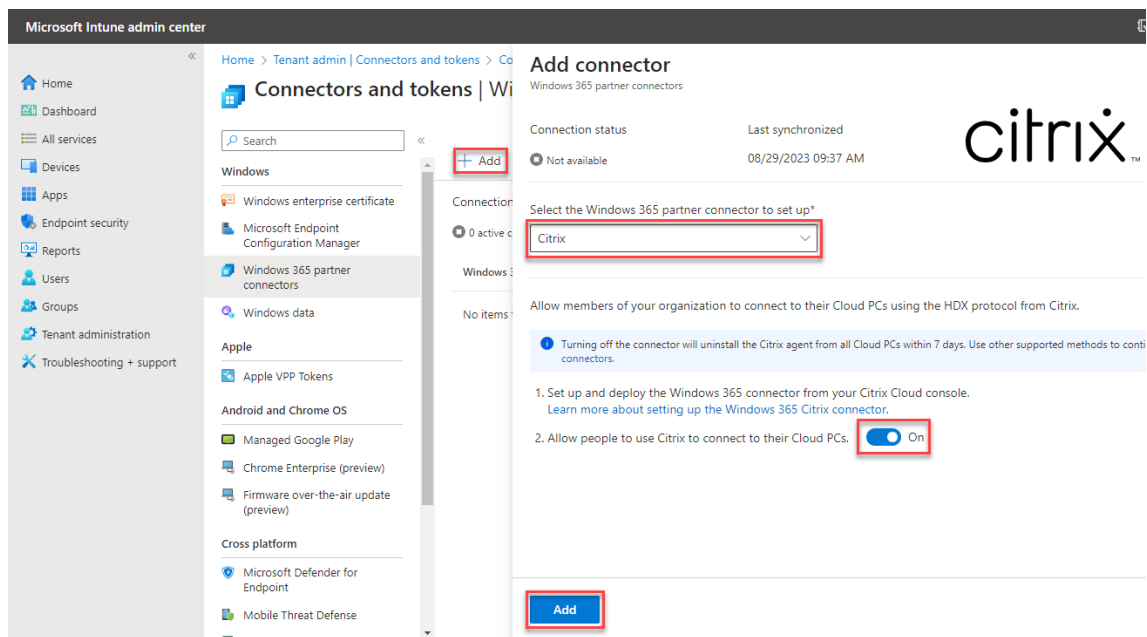 Microsoft Intune admin center
Home
Dashboard
All services
Devices
Apps
Endpoint security
Reports
Users
Groups
Tenant administration
Troubleshooting + support
Home > Tenant admin | Connectors and tokens > Co
Connectors and tokens | Wi
Search
Windows
Windows enterprise certificate
Microsoft Endpoint
Configuration Manager
Windows 365 partner
connectors
Windows data
Apple
Apple VPP Tokens
Android and Chrome OS
Managed Google Play
Chrome Enterprise (preview)
Firmware over-the-air update
(preview)
Cross platform
Microsoft Defender for
Endpoint
Mobile Threat Defense
+ Add
Connection
0 active c
Windows 3
No items
Add connector
Windows 365 partner connectors
citrix™
Connection status
Last synchronized
Not available
08/29/2023 09:37 AM
Select the Windows 365 partner connector to set up*
Citrix
Allow members of your organization to connect to their Cloud PCs using the HDX protocol from Citrix.
Turning off the connector will uninstall the Citrix agent from all Cloud PCs within 7 days. Use other supported methods to conti
connectors.
1. Set up and deploy the Windows 365 connector from your Citrix Cloud console.
Learn more about setting up the Windows 365 Citrix connector.
2. Allow people to use Citrix to connect to their Cloud PCs. On
Add